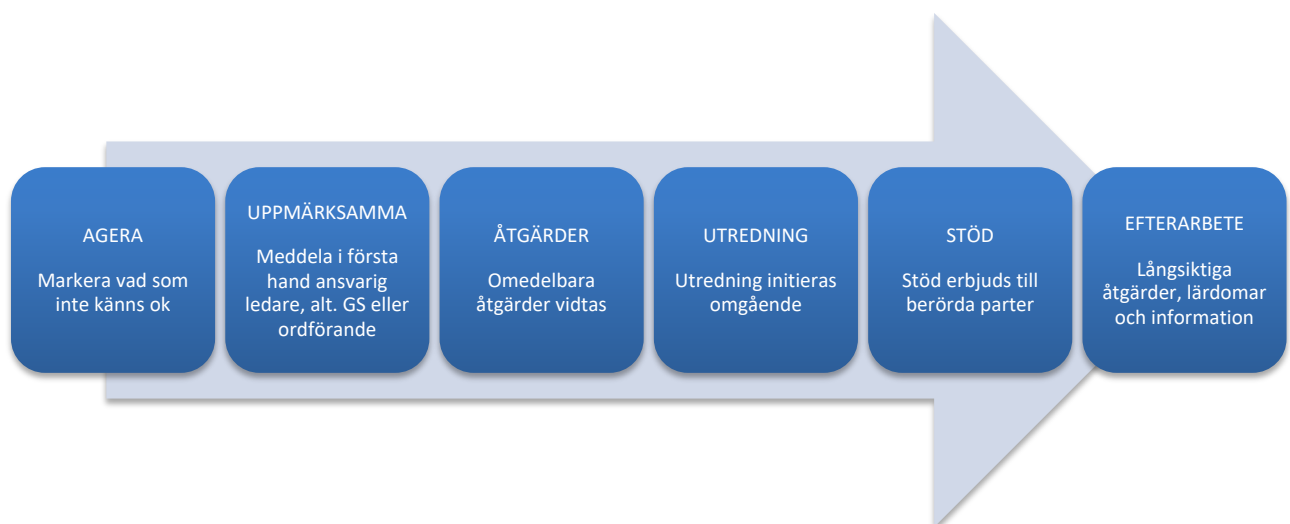 AGERA
Markera vad som
inte känns ok
UPPMÄRKSAMMA
Meddela i första
hand ansvarig
ledare, alt. GS eller
ordförande
ÅTGÄRDER
Omedelbara
åtgärder vidtas
UTREDNING
Utredning initieras
omgående
STÖD
Stöd erbjuds till
berörda parter
EFTERARBETE
Långsiktiga
åtgärder, lärdomar
och information